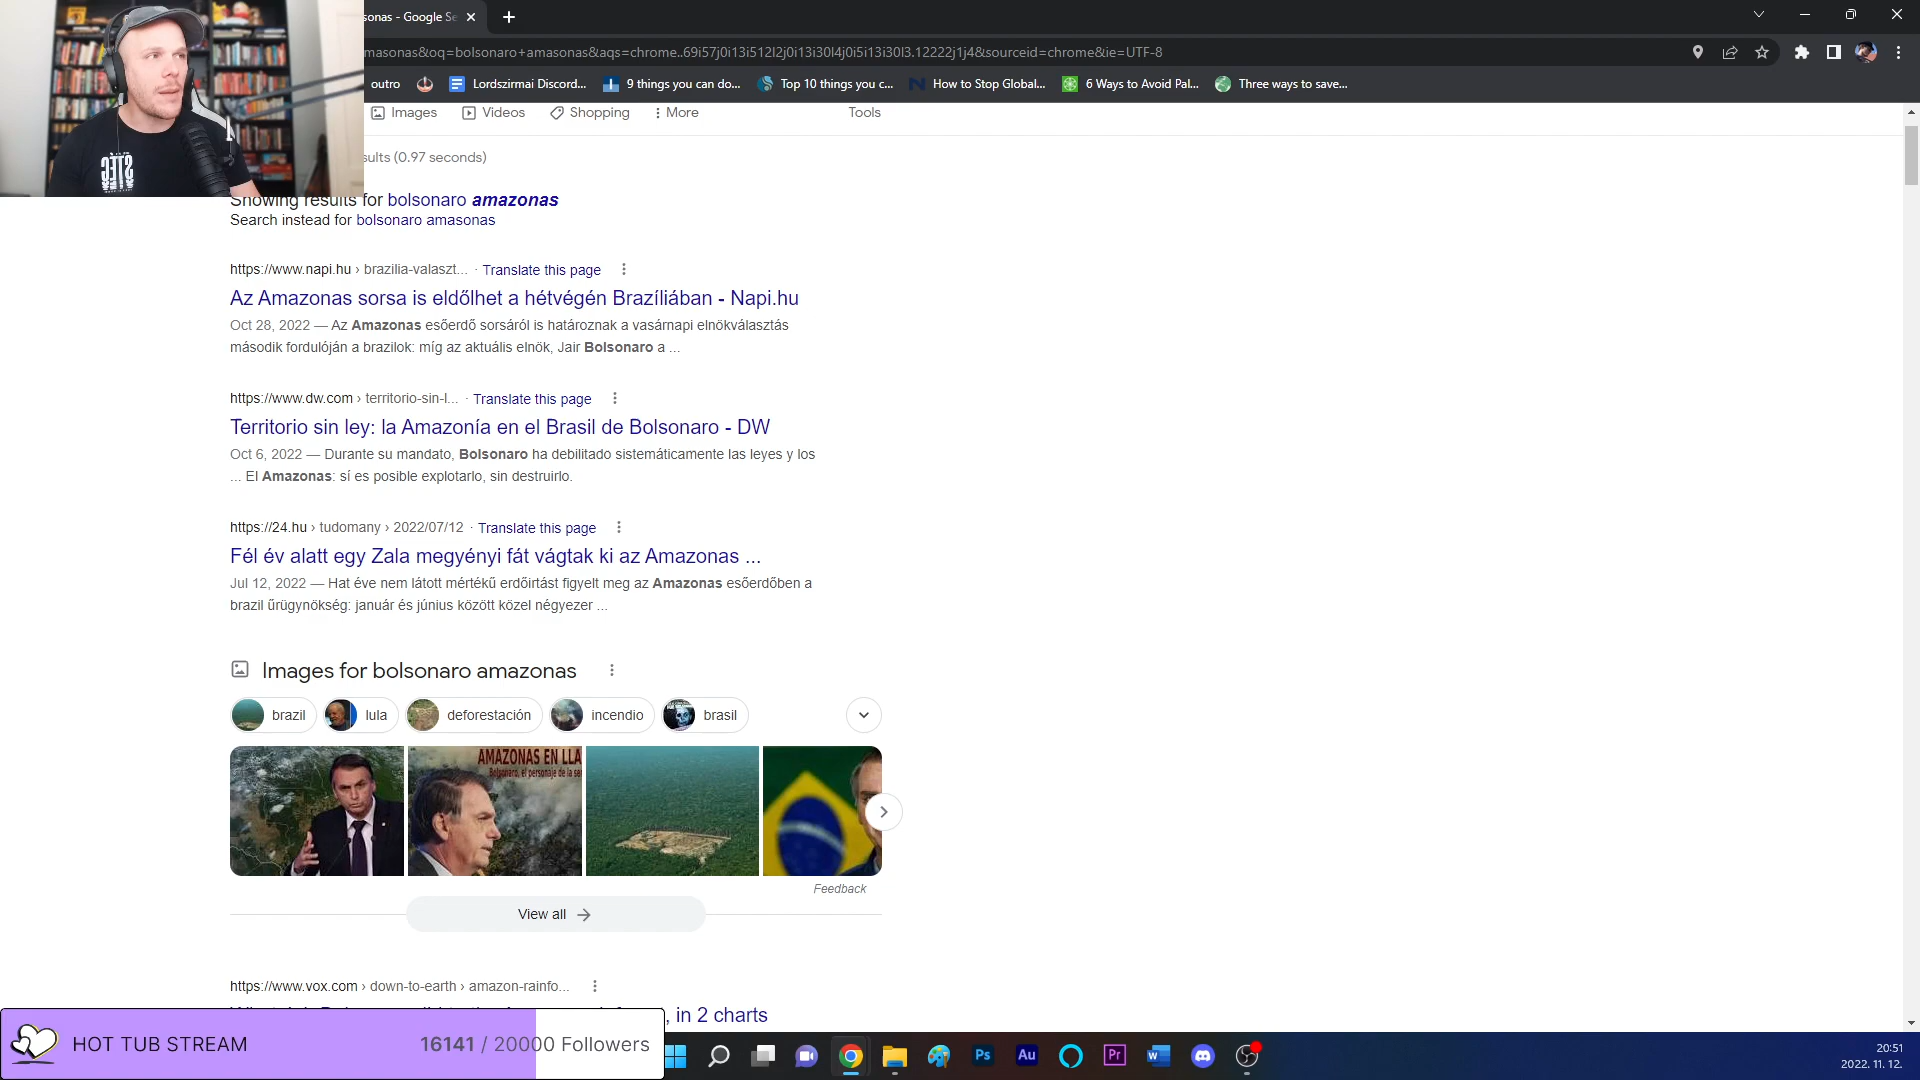 sonas - Google Se
masonas&oq=bolsonaro+amasonas&aqs=chrome..69i57j0i13i512l2j0i13i30l4j0i5i13i30l3.12222j1j4&sourceid=chrome&ie=UTF-8
outro Lordszirmai Discord... 9 things you can do... Top 10 things you c... How to Stop Global... 6 Ways to Avoid Pal... Three ways to save...
Images Videos Shopping More Tools
sults (0.97 seconds)
Showing results for bolsonaro amazonas
Search instead for bolsonaro amasonas
https://www.napi.hu › brazilia-valaszt... · Translate this page
Az Amazonas sorsa is eldőlhet a hétvégén Brazíliában - Napi.hu
Oct 28, 2022 — Az Amazonas esőerdő sorsáról is határoznak a vasárnapi elnökválasztás
második fordulóján a brazilok: míg az aktuális elnök, Jair Bolsonaro a ...
https://www.dw.com › territorio-sin-l... · Translate this page
Territorio sin ley: la Amazonía en el Brasil de Bolsonaro - DW
Oct 6, 2022 — Durante su mandato, Bolsonaro ha debilitado sistemáticamente las leyes y los
... El Amazonas: sí es posible explotarlo, sin destruirlo.
https://24.hu › tudomany › 2022/07/12 · Translate this page
Fél év alatt egy Zala megyényi fát vágtak ki az Amazonas ...
Jul 12, 2022 — Hat éve nem látott mértékű erdőirtást figyelt meg az Amazonas esőerdőben a
brazil űrügynökség: január és június között közel négyezer ...
Images for bolsonaro amazonas
brazil lula deforestación incendio brasil
AMAZONAS EN LLA
Bolsonaro, el personaje de la se
Feedback
View all
https://www.vox.com › down-to-earth › amazon-rainfo...
, in 2 charts
HOT TUB STREAM 16141 / 20000 Followers
Ps Au Pr W
20:51
2022. 11. 12.